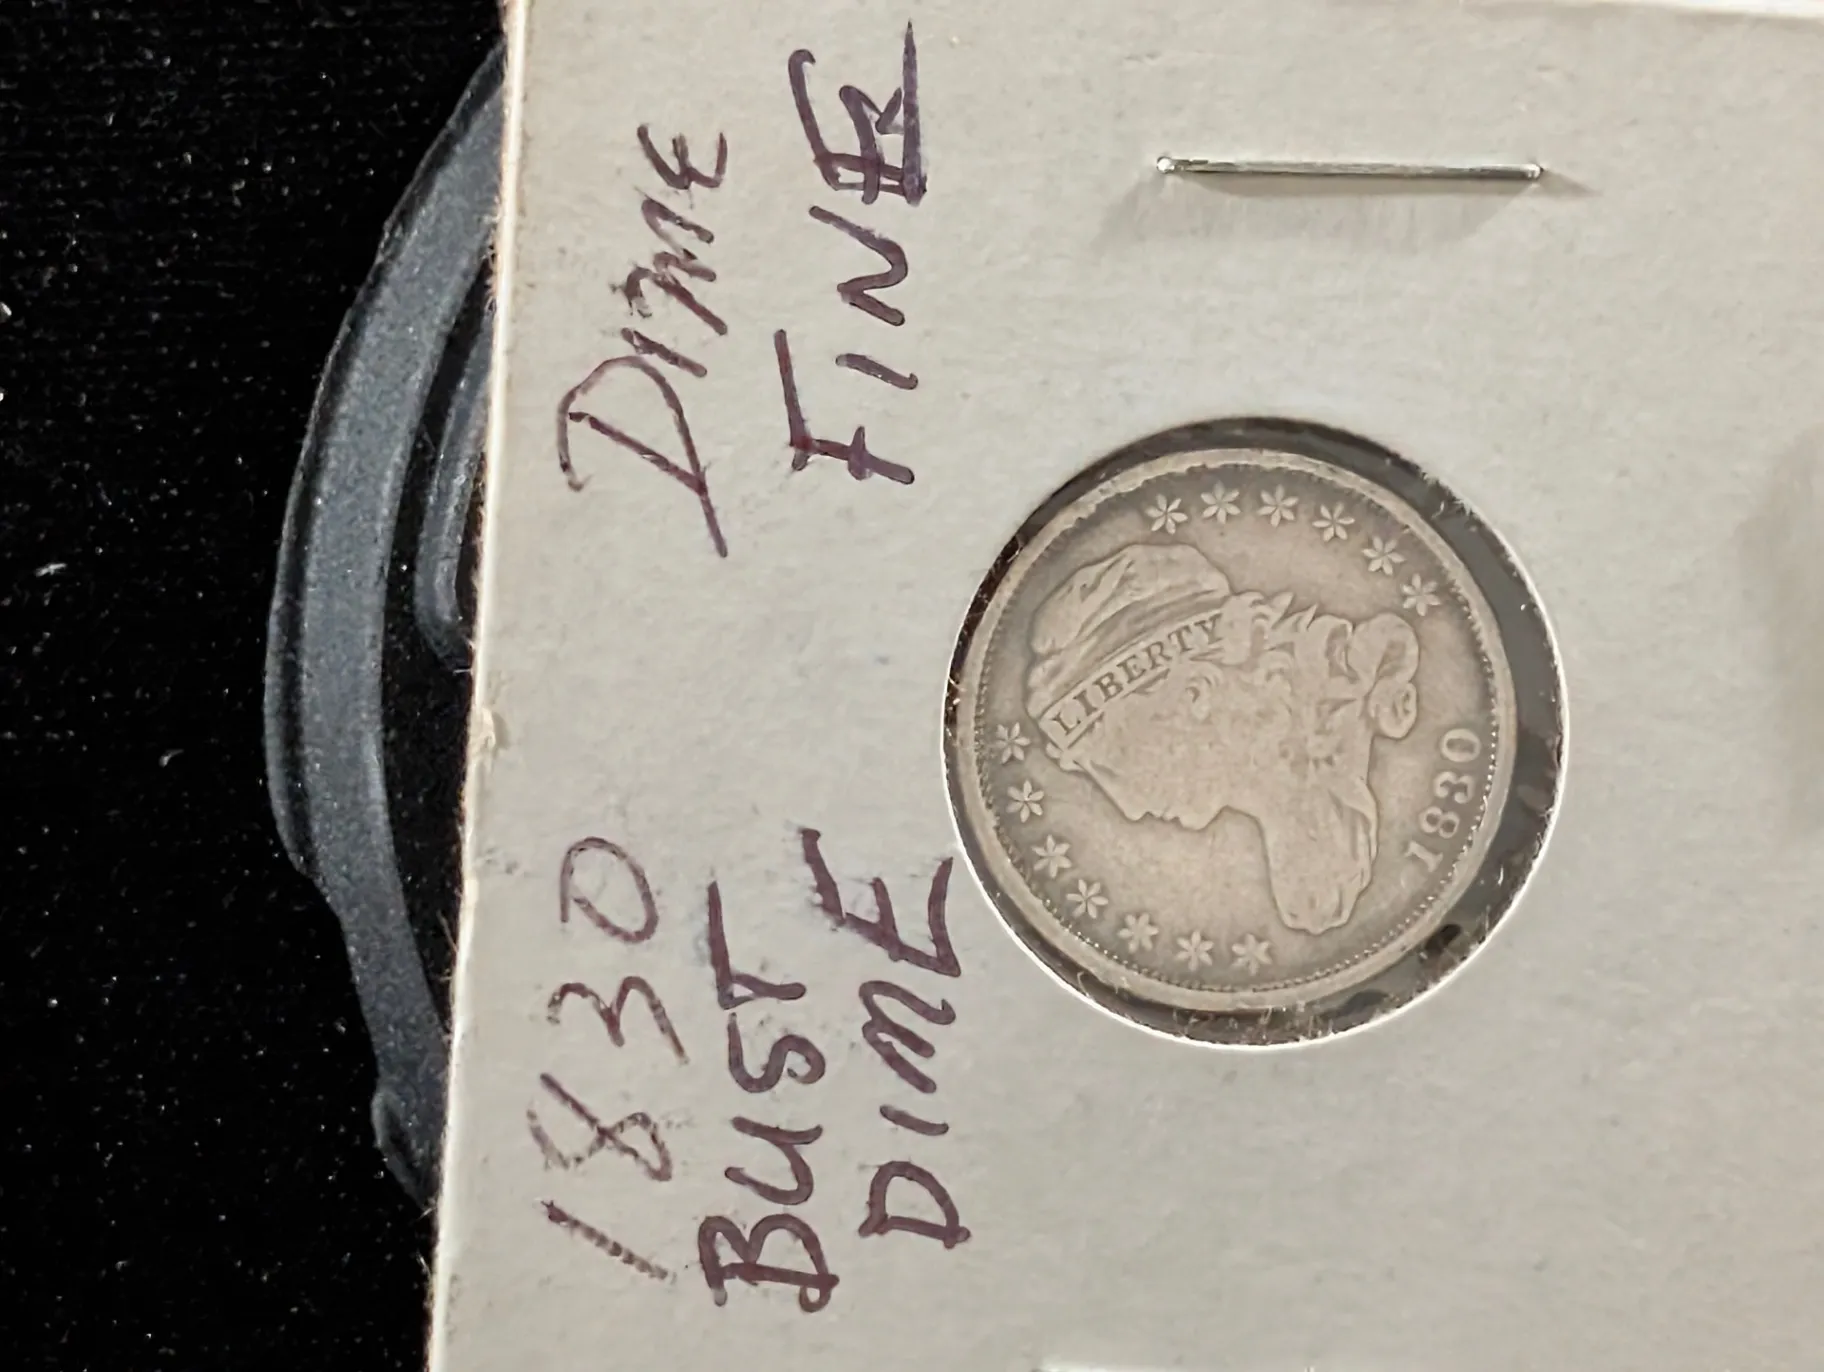 1830 DIME
BUST FINE
DIME
LIBERTY
1830